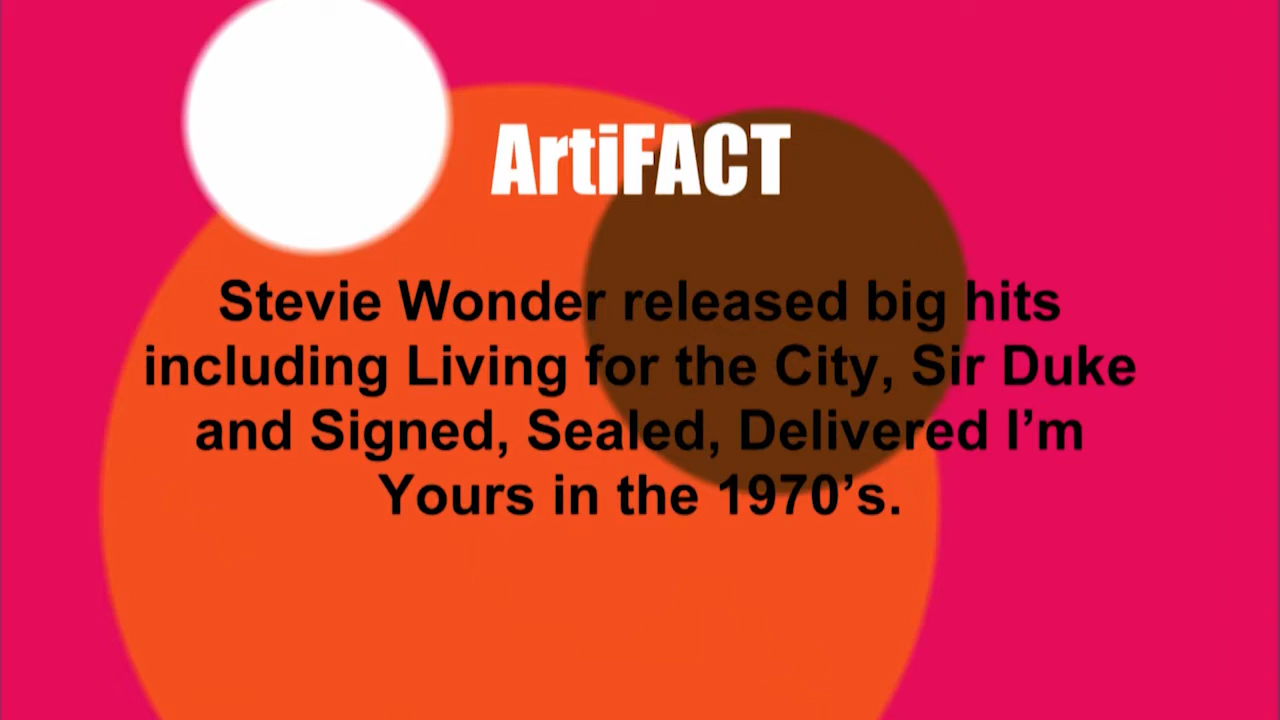 ArtiFACT
Stevie Wonder released big hits
including Living for the City, Sir Duke
and Signed, Sealed, Delivered I’m
Yours in the 1970’s.